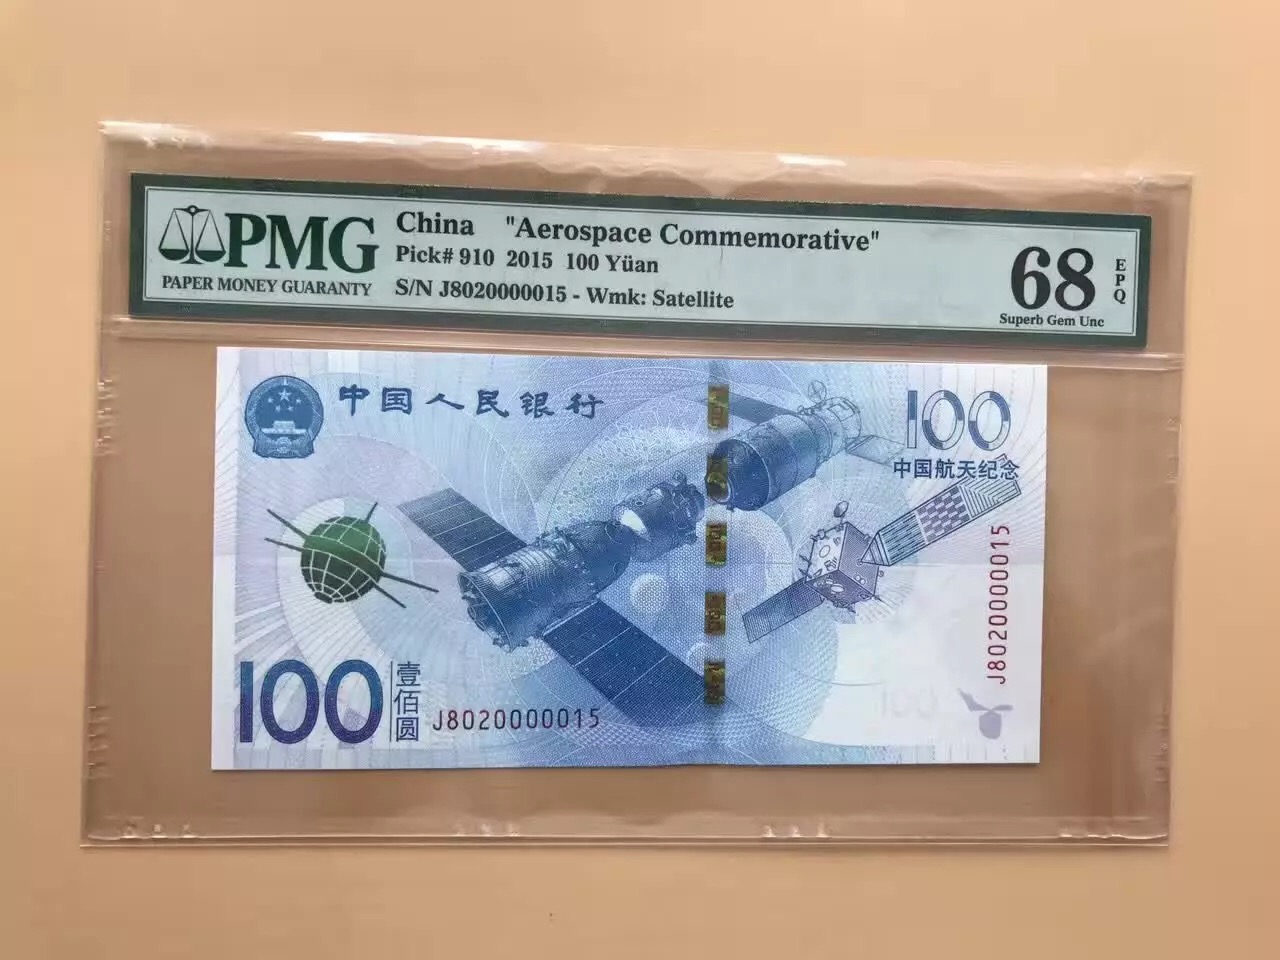 PMG
PAPER MONEY GUARANTY
China "Aerospace Commemorative"
Pick# 910 2015 100 Yüan
S/N J8020000015 - Wmk: Satellite
68
EPQ
Superb Gem Unc
中国人民银行
100
中国航天纪念
J8020000015
100
壹佰圆
J8020000015
100